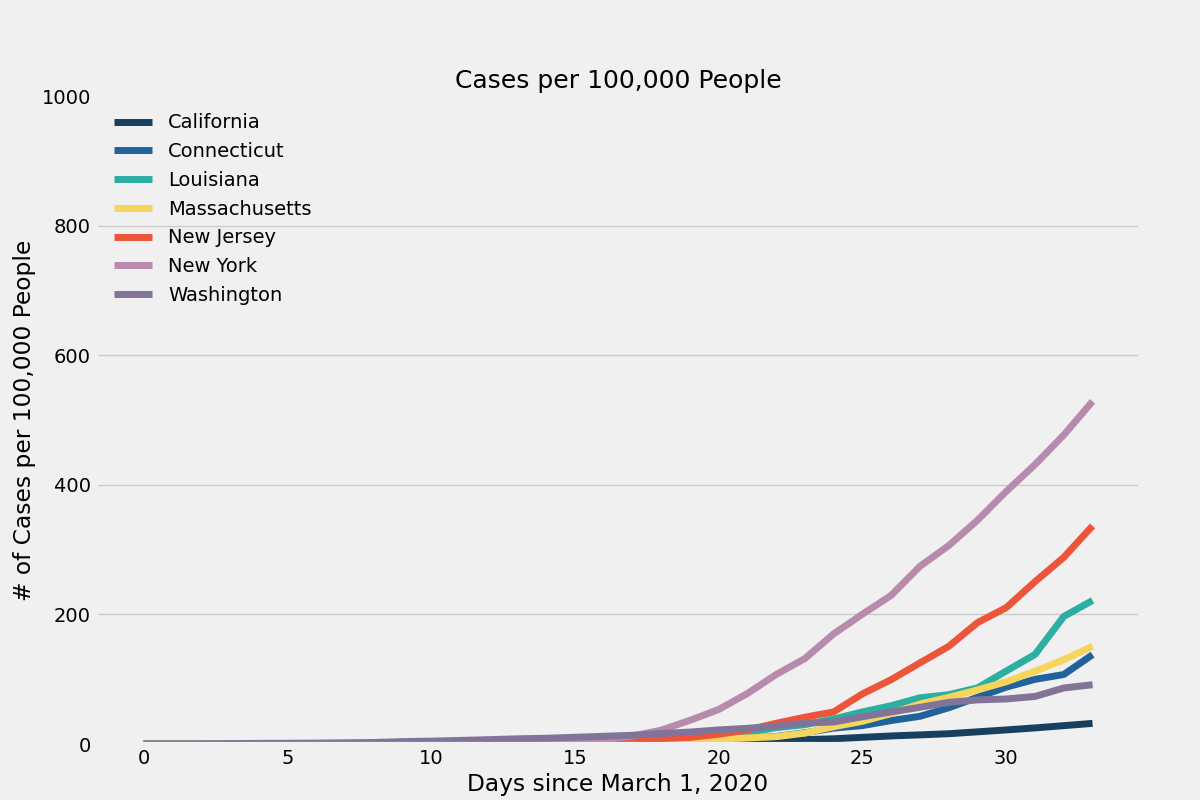 Cases per 100,000 People
1000
800
600
400
200
0
# of Cases per 100,000 People
California
Connecticut
Louisiana
Massachusetts
New Jersey
New York
Washington
0 5 10 15 20 25 30
Days since March 1, 2020